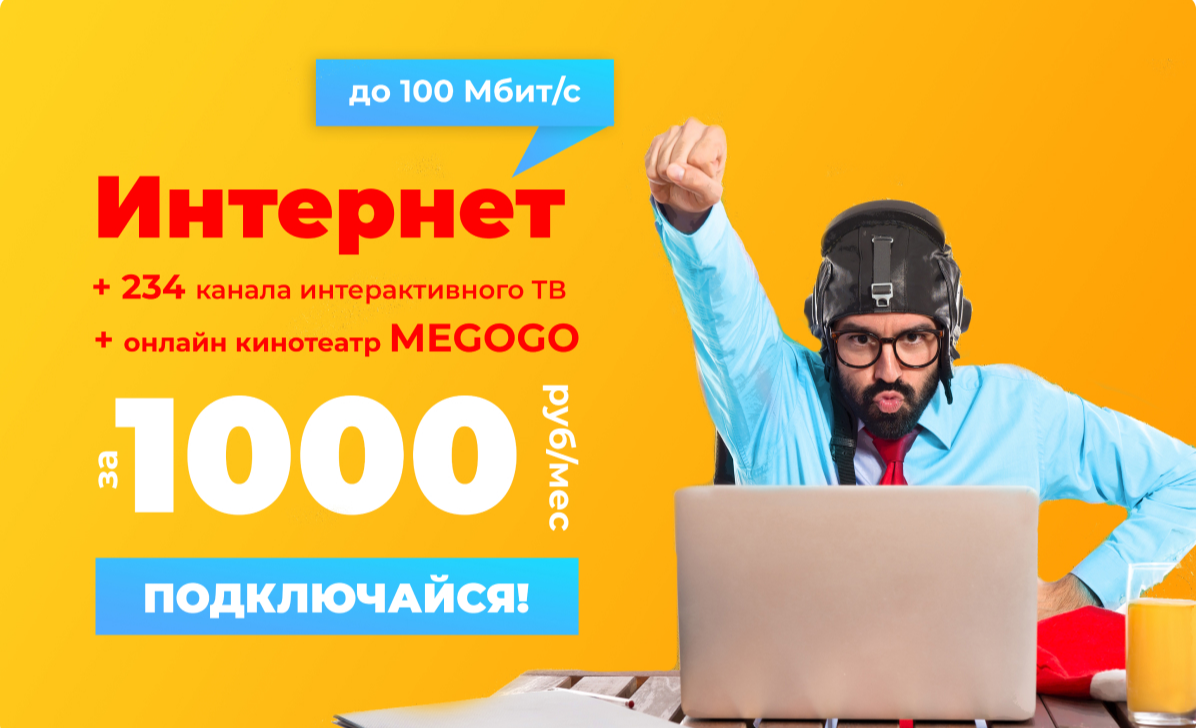 до 100 Мбит/с
Интернет
+ 234 канала интерактивного ТВ
+ онлайн кинотеатр MEGOGO
за 1000 руб/мес
ПОДКЛЮЧАЙСЯ!